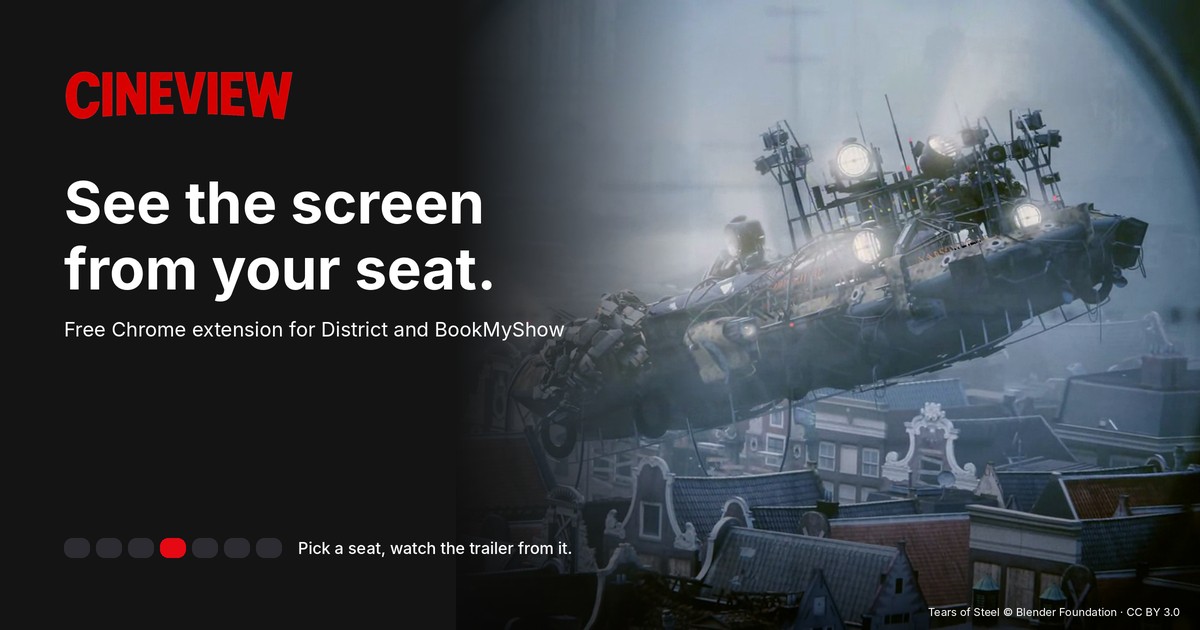 CINEVIEW
See the screen
from your seat.
Free Chrome extension for District and BookMyShow
Pick a seat, watch the trailer from it.
Tears of Steel © Blender Foundation · CC BY 3.0